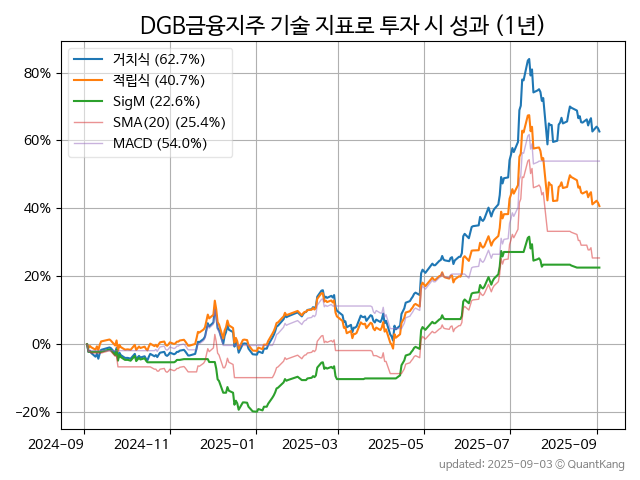 DGB금융지주 기술 지표로 투자 시 성과 (1년)
거치식 (62.7%)
적립식 (40.7%)
SigM (22.6%)
SMA(20) (25.4%)
MACD (54.0%)
80%
60%
40%
20%
0%
−20%
2024-09 2024-11 2025-01 2025-03 2025-05 2025-07 2025-09
updated: 2025-09-03 © QuantKang